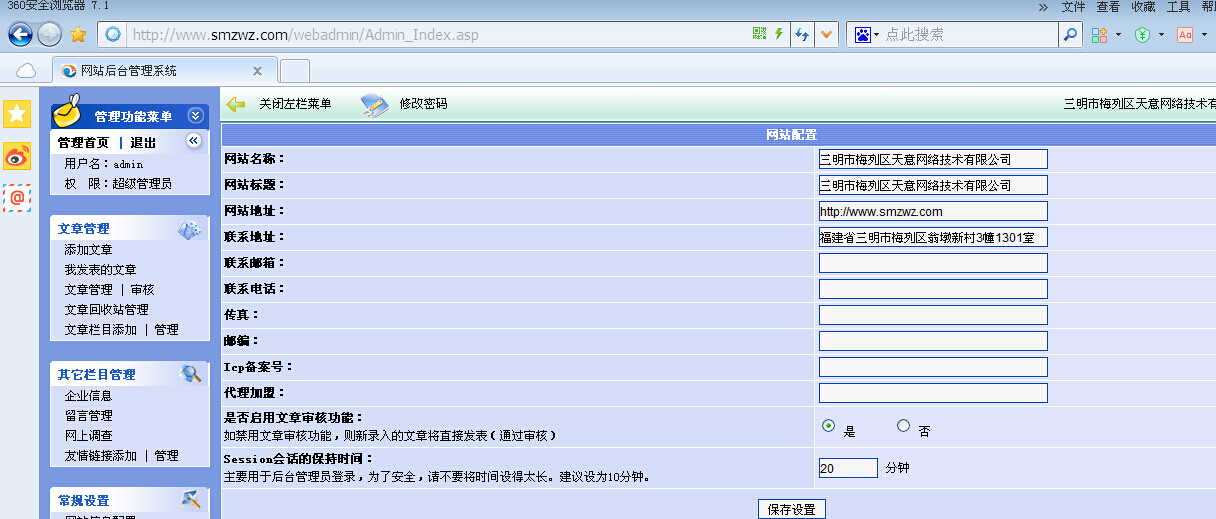 360安全浏览器 7.1
» 文件 查看 收藏 工具 帮
http://www.smzwz.com/webadmin/Admin_Index.asp
点此搜索
网站后台管理系统 x
管理功能菜单
关闭左栏菜单 修改密码
三明市梅列区天意网络技术有
管理首页 | 退出
用户名：admin
权 限：超级管理员
文章管理
添加文章
我发表的文章
文章管理 | 审核
文章回收站管理
文章栏目添加 | 管理
其它栏目管理
企业信息
留言管理
网上调查
友情链接添加 | 管理
常规设置
网站信息配置
网站配置
网站名称： 三明市梅列区天意网络技术有限公司
网站标题： 三明市梅列区天意网络技术有限公司
网站地址： http://www.smzwz.com
联系地址： 福建省三明市梅列区翁墩新村3幢1301室
联系邮箱：
联系电话：
传真：
邮编：
Icp备案号：
代理加盟：
是否启用文章审核功能：
如禁用文章审核功能，则新录入的文章将直接发表（通过审核）
是 否
Session会话的保持时间：
主要用于后台管理员登录，为了安全，请不要将时间设得太长。建议设为10分钟。
20 分钟
保存设置